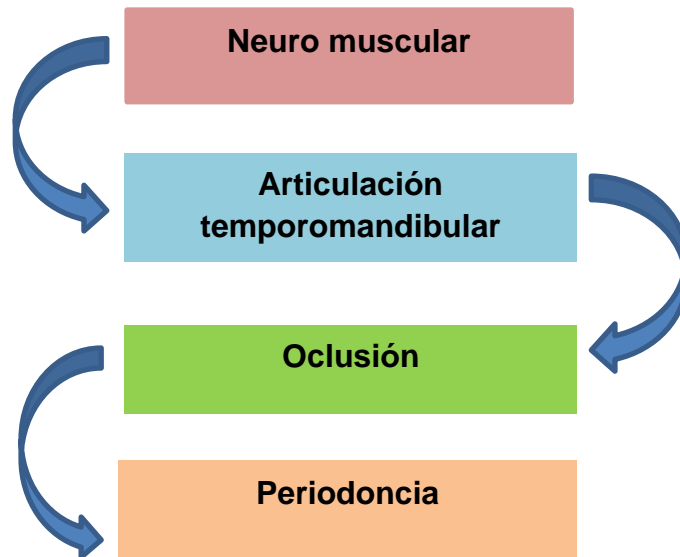 Neuro muscular
Articulación
temporomandibular
Oclusión
Periodoncia